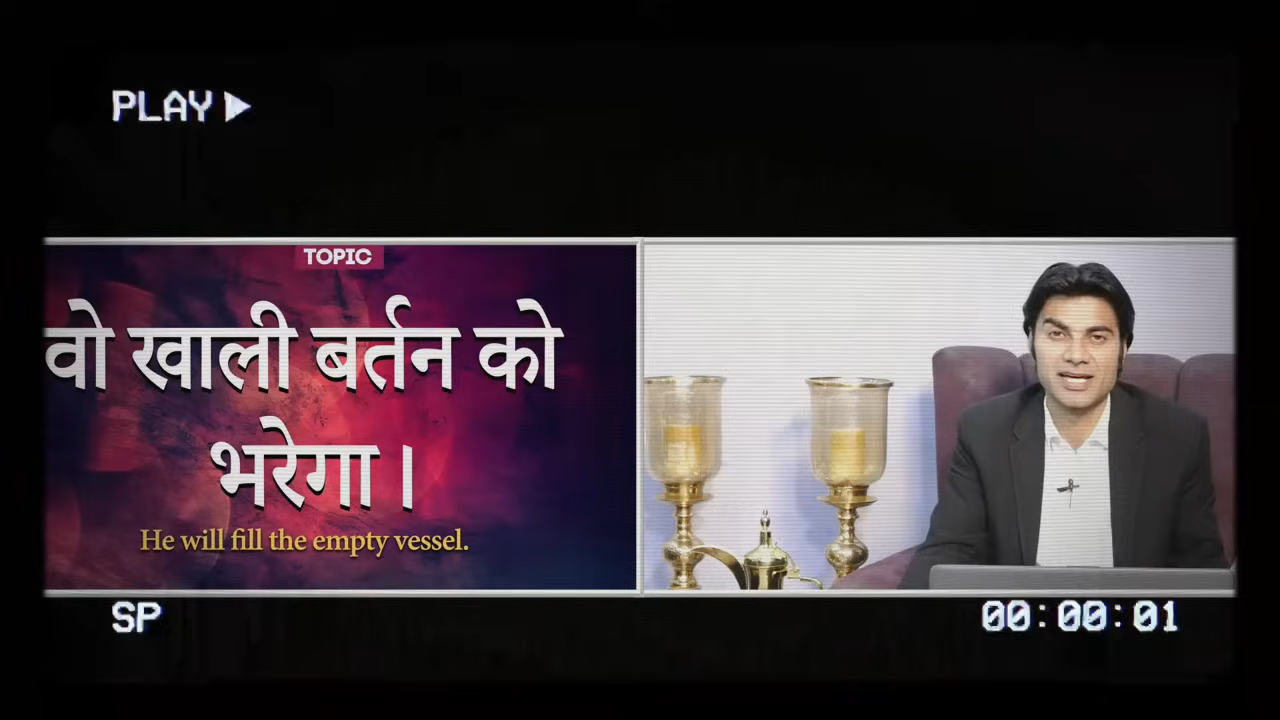 PLAY
TOPIC
वो खाली बर्तन को
भरेगा।
He will fill the empty vessel.
SP
00:00:01